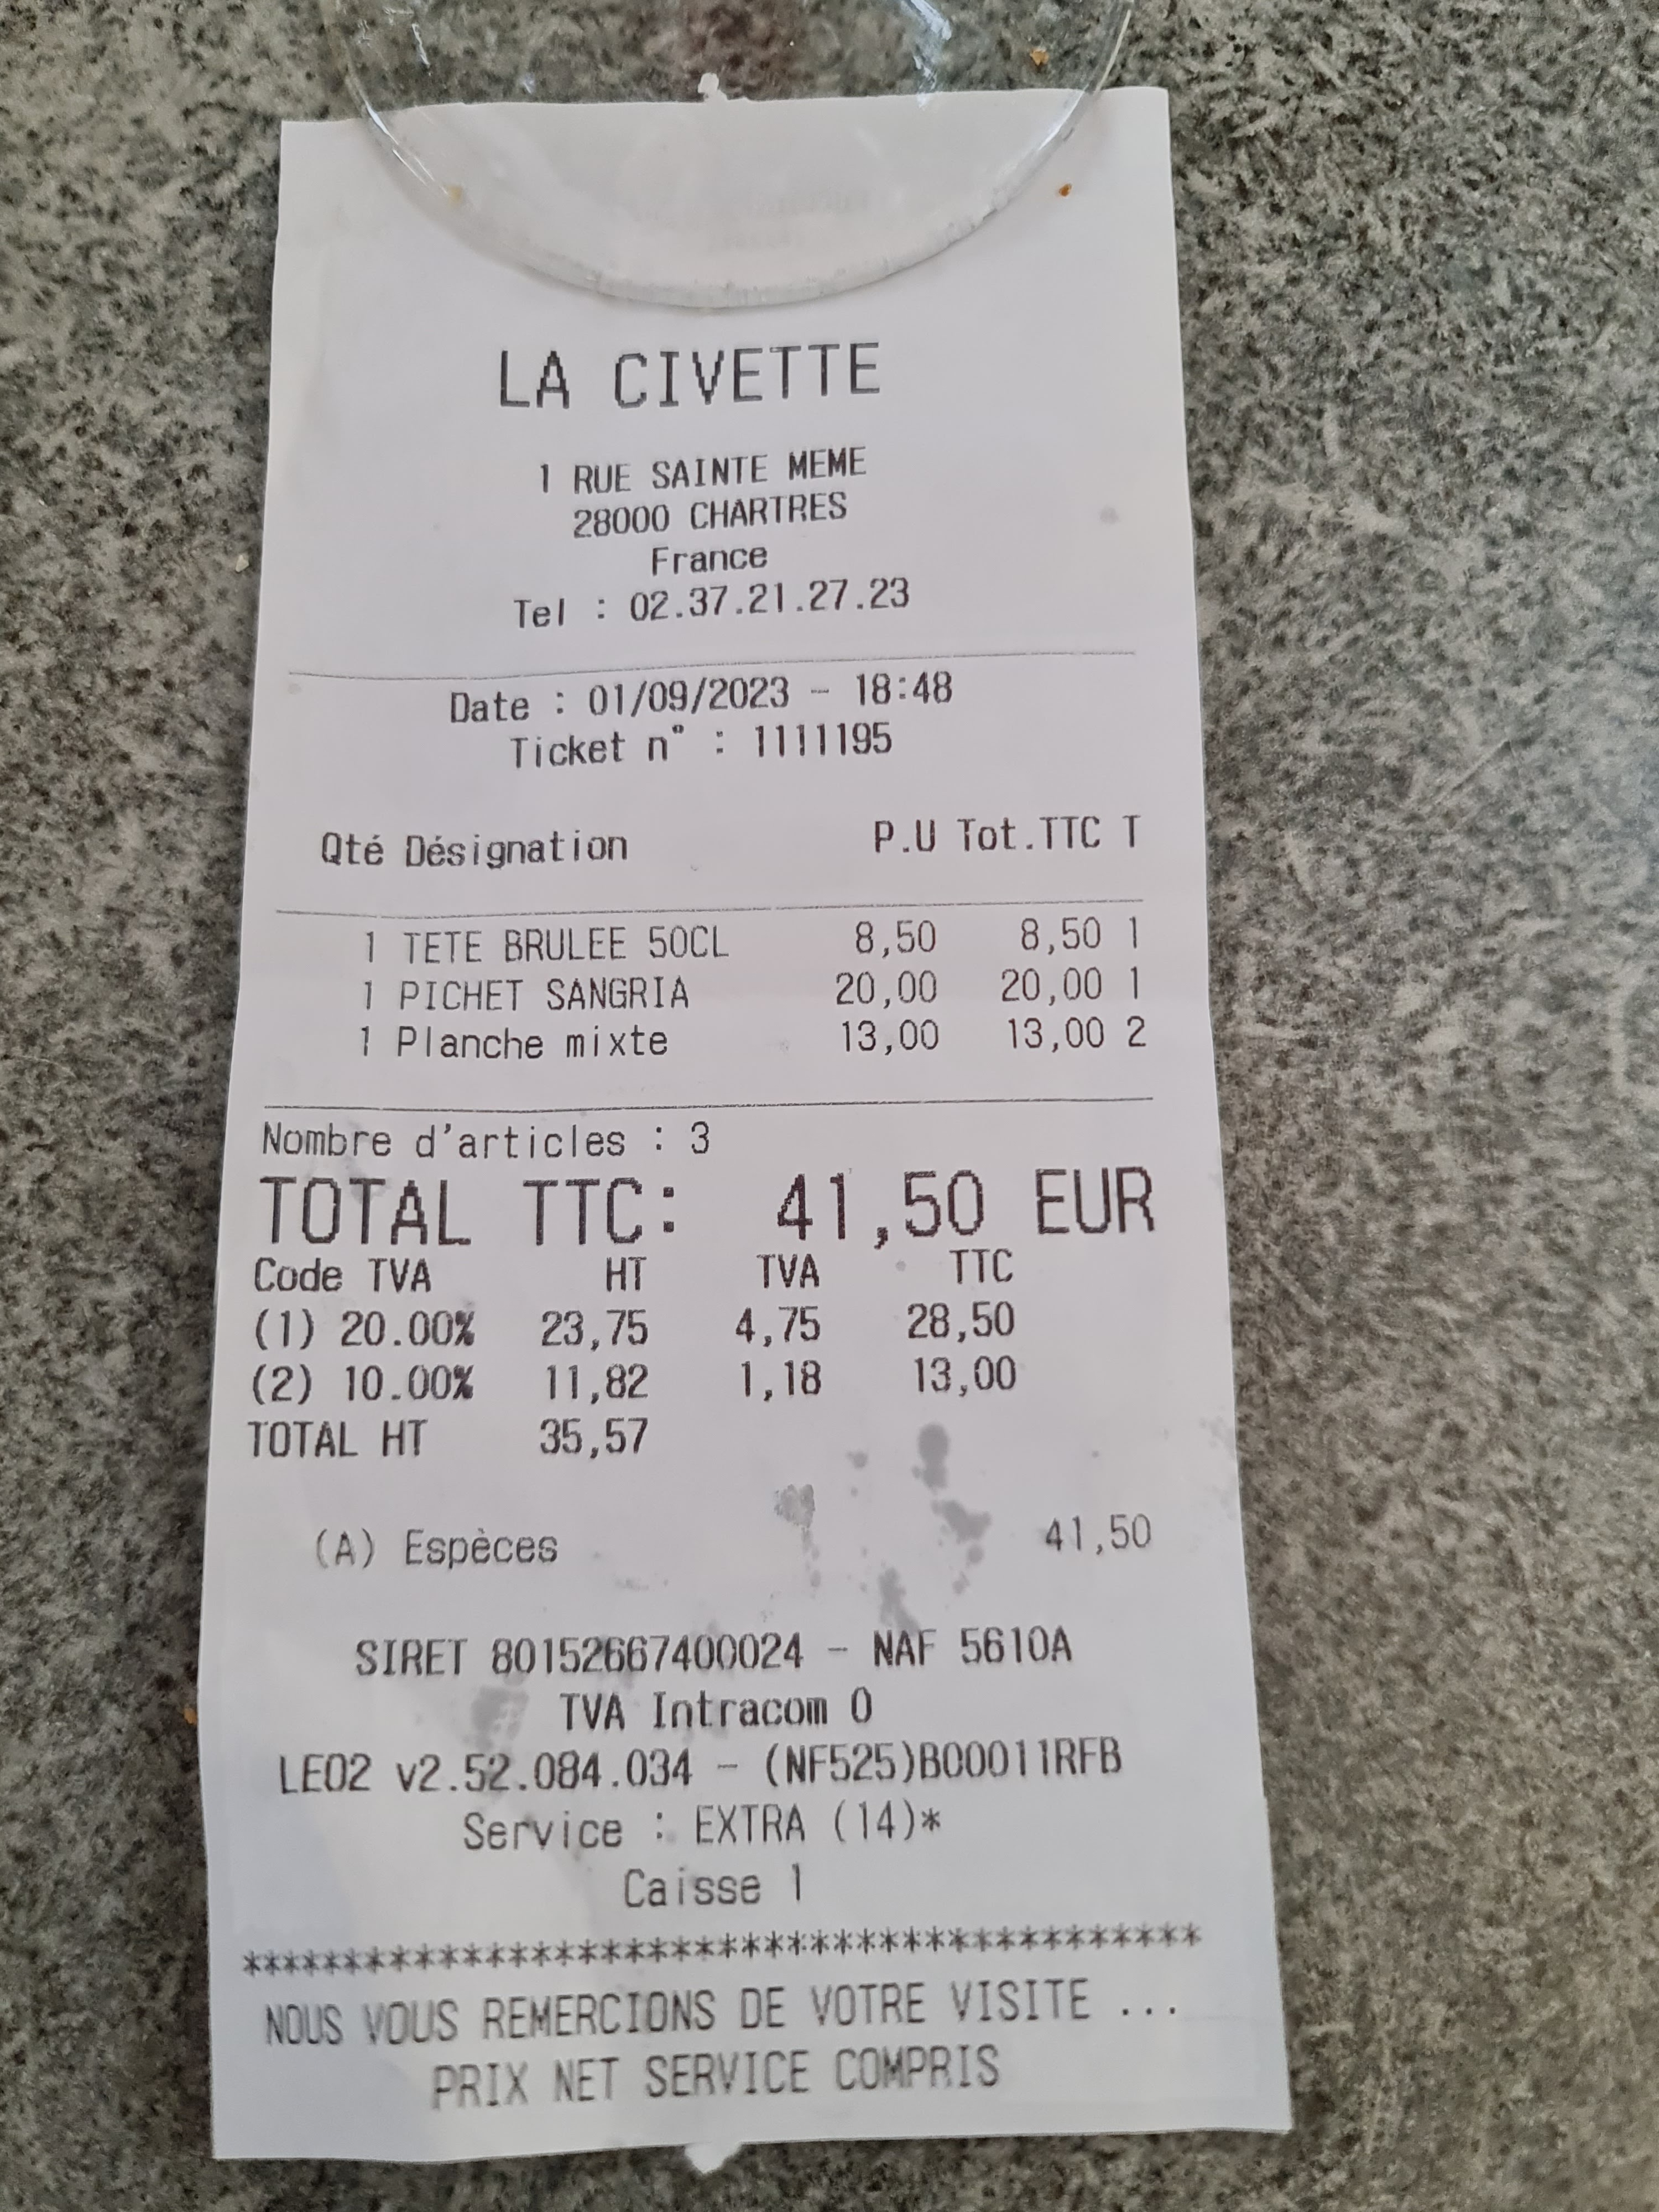 LA CIVETTE
1 RUE SAINTE MEME
28000 CHARTRES
France
Tel : 02.37.21.27.23
Date : 01/09/2023 - 18:48
Ticket n° : 1111195
Qté Désignation P.U Tot.TTC T
1 TETE BRULEE 50CL 8,50 8,50 1
1 PICHET SANGRIA 20,00 20,00 1
1 Planche mixte 13,00 13,00 2
Nombre d'articles : 3
TOTAL TTC: 41,50 EUR
Code TVA HT TVA TTC
(1) 20.00% 23,75 4,75 28,50
(2) 10.00% 11,82 1,18 13,00
TOTAL HT 35,57
(A) Espèces 41,50
SIRET 80152667400024 - NAF 5610A
TVA Intracom 0
LEO2 v2.52.084.034 - (NF525)B00011RFB
Service : EXTRA (14)*
Caisse 1
****************************************
NOUS VOUS REMERCIONS DE VOTRE VISITE ...
PRIX NET SERVICE COMPRIS